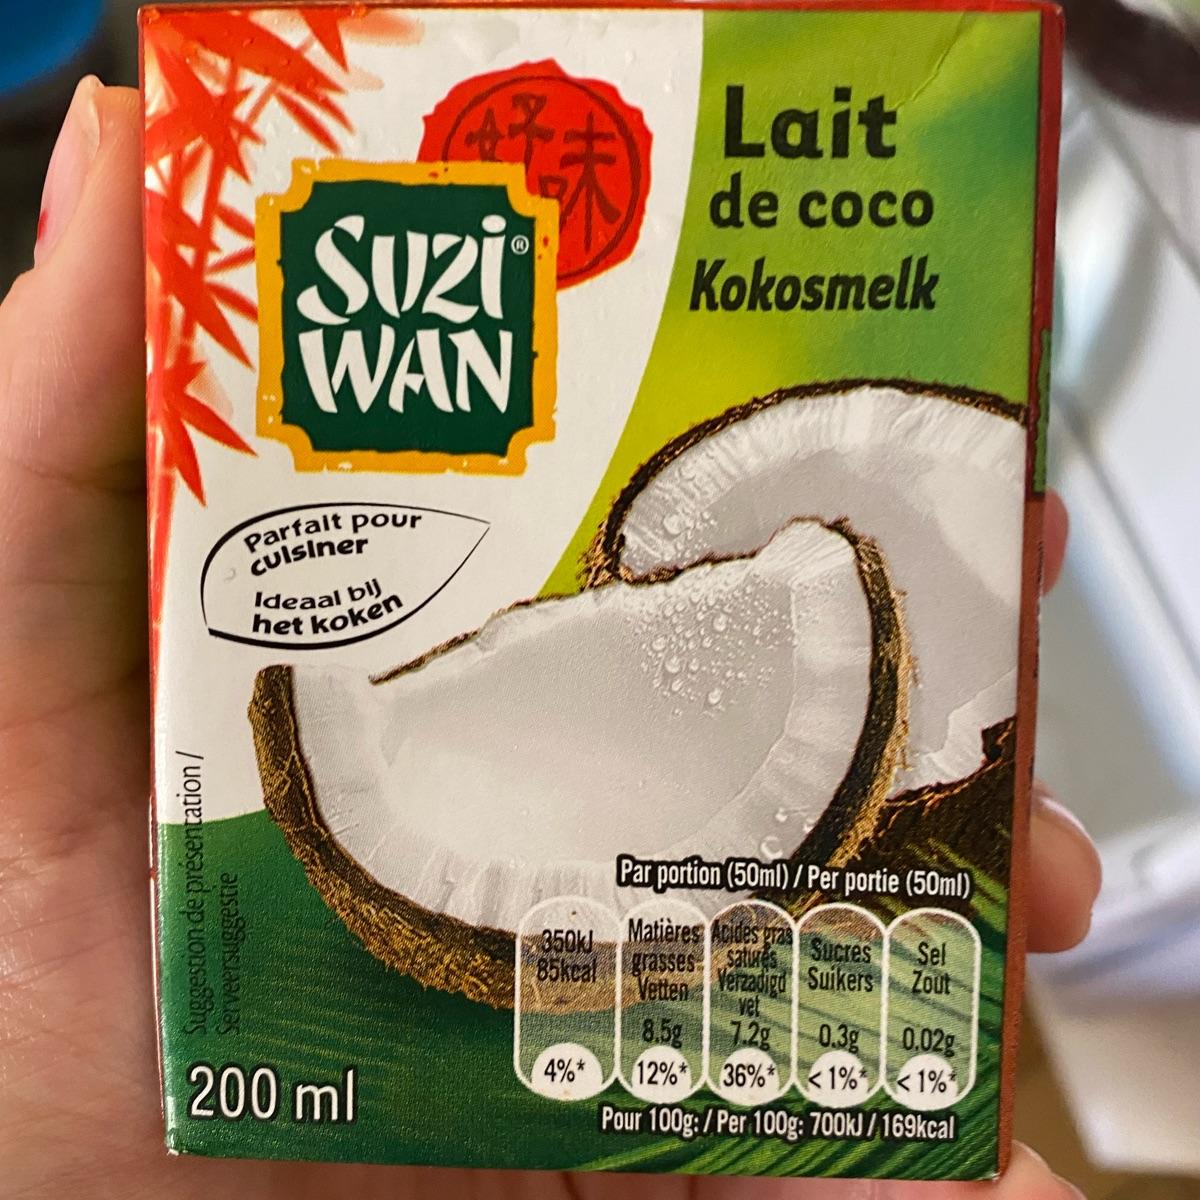 好味
SUZI®
WAN
Lait
de coco
Kokosmelk
Parfait pour
cuisiner
Ideaal bij
het koken
Suggestion de présentation /
Serveersuggestie
200 ml
Par portion (50ml) / Per portie (50ml)
350kJ
85kcal
4%*
Matières
grasses
Vetten
8.5g
12%*
Acides gras
saturés
Verzadigd
vet
7.2g
36%*
Sucres
Suikers
0.3g
<1%*
Sel
Zout
0.02g
<1%*
Pour 100g: / Per 100g: 700kJ / 169kcal